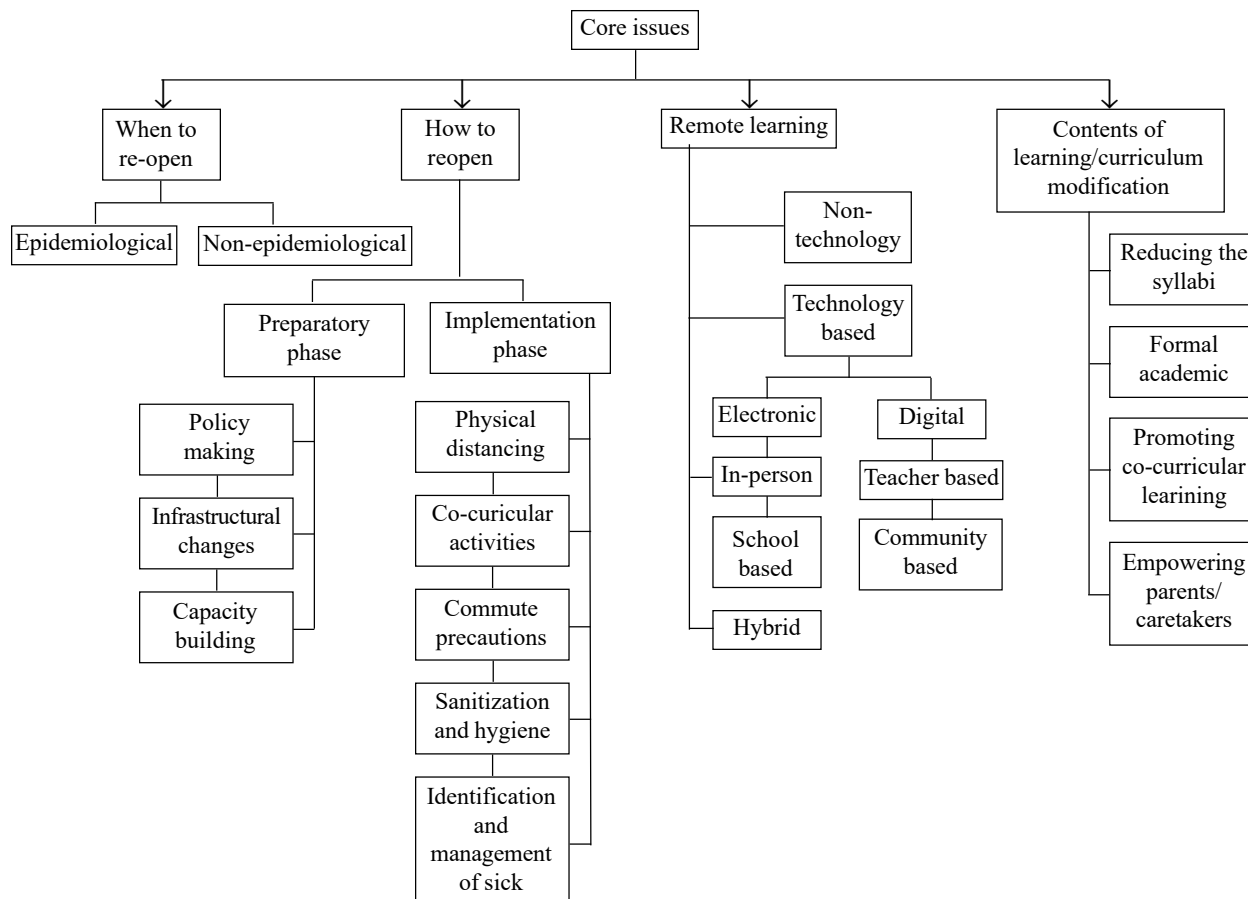 Core issues
When to
re-open
How to
reopen
Remote learning
Contents of
learning/curriculum
modification
Epidemiological
Non-epidemiological
Preparatory
phase
Implementation
phase
Policy
making
Infrastructural
changes
Capacity
building
Physical
distancing
Co-curicular
activities
Commute
precautions
Sanitization
and hygiene
Identification
and
management
of sick
Non-
technology
Technology
based
Electronic
Digital
In-person
Teacher based
School
based
Community
based
Hybrid
Reducing the
syllabi
Formal
academic
Promoting
co-curricular
learining
Empowering
parents/
caretakers